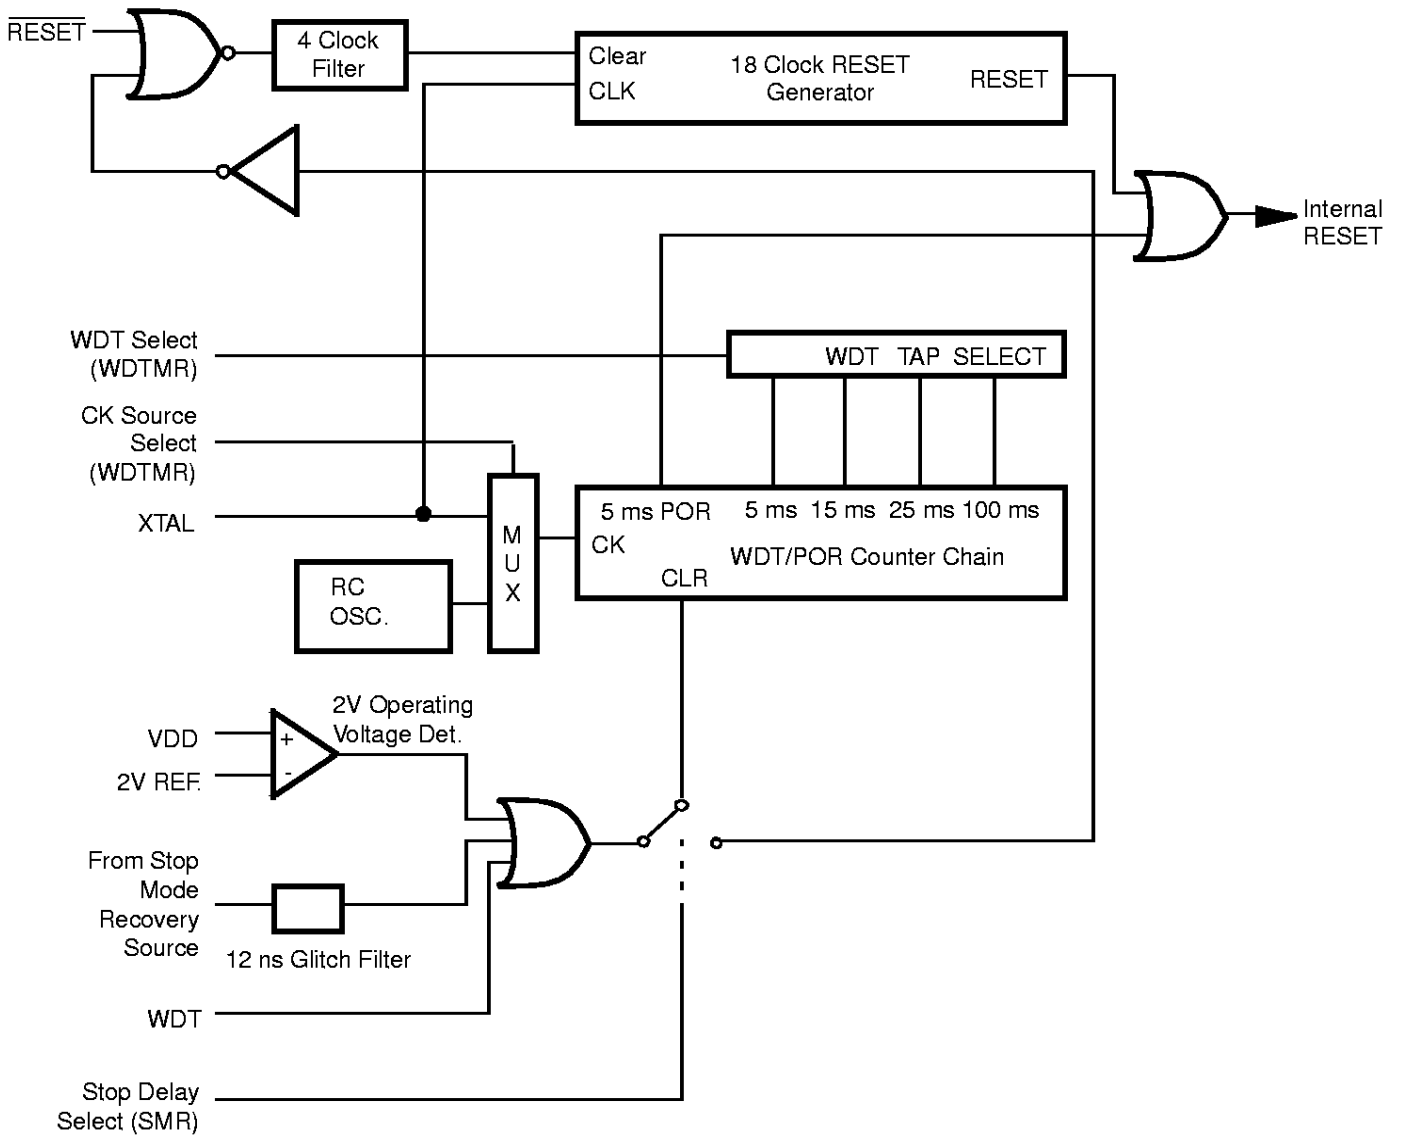 RESET
4 Clock
Filter
Clear
CLK
18 Clock RESET
Generator
RESET
Internal
RESET
WDT Select
(WDTMR)
WDT TAP SELECT
CK Source
Select
(WDTMR)
XTAL
M
U
X
5 ms POR 5 ms 15 ms 25 ms 100 ms
CK
WDT/POR Counter Chain
CLR
RC
OSC.
2V Operating
Voltage Det.
VDD
+
2V REF.
-
From Stop
Mode
Recovery
Source
12 ns Glitch Filter
WDT
Stop Delay
Select (SMR)